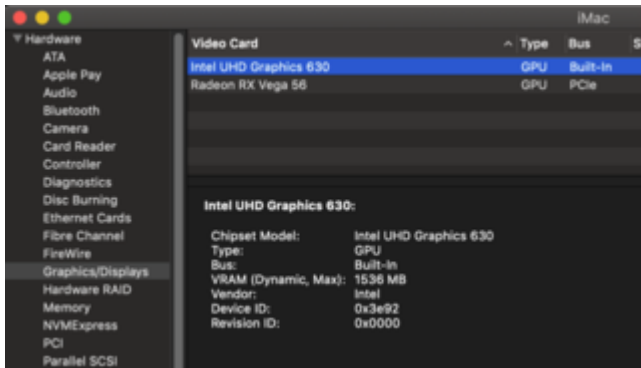 iMac
Hardware
ATA
Apple Pay
Audio
Bluetooth
Camera
Card Reader
Controller
Diagnostics
Disc Burning
Ethernet Cards
Fibre Channel
FireWire
Graphics/Displays
Hardware RAID
Memory
NVMExpress
PCI
Parallel SCSI
Video Card Type Bus S
Intel UHD Graphics 630 GPU Built-In
Radeon RX Vega 56 GPU PCIe
Intel UHD Graphics 630:
Chipset Model: Intel UHD Graphics 630
Type: GPU
Bus: Built-In
VRAM (Dynamic, Max): 1536 MB
Vendor: Intel
Device ID: 0x3e92
Revision ID: 0x0000